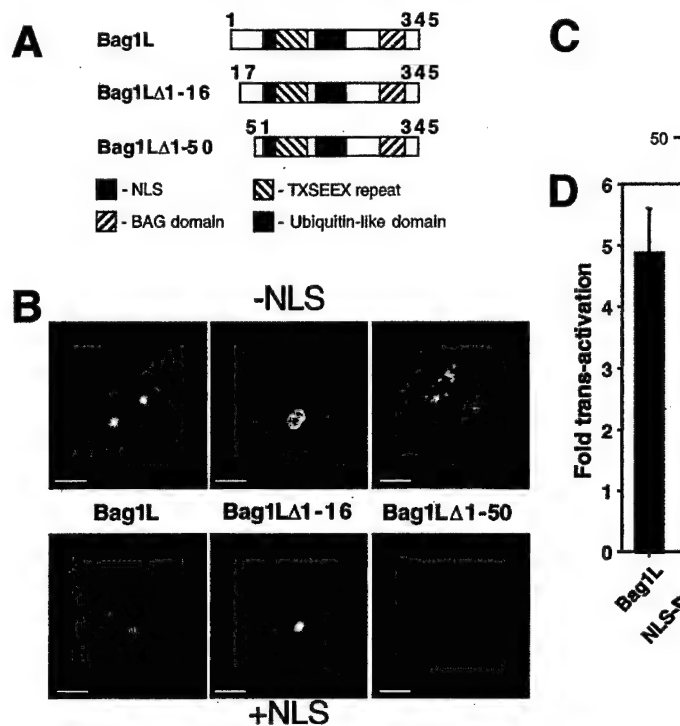 A
1 345
Bag1L
17 345
Bag1LΔ1-16
51 345
Bag1LΔ1-50
- NLS - TXSEEX repeat
- BAG domain - Ubiquitin-like domain
B
-NLS
Bag1L Bag1LΔ1-16 Bag1LΔ1-50
+NLS
C
50
D
Fold trans-activation
6
5
4
3
2
1
0
Bag1L